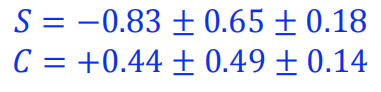 S = −0.83 ± 0.65 ± 0.18
C = +0.44 ± 0.49 ± 0.14